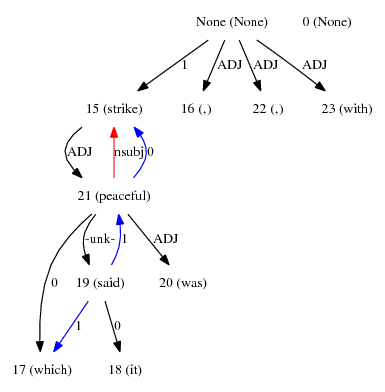 None (None) 0 (None)
1 ADJ ADJ ADJ
15 (strike) 16 (,) 22 (,) 23 (with)
ADJ nsubj 0
21 (peaceful)
0 -unk- 1 ADJ
19 (said) 20 (was)
1 0
17 (which) 18 (it)